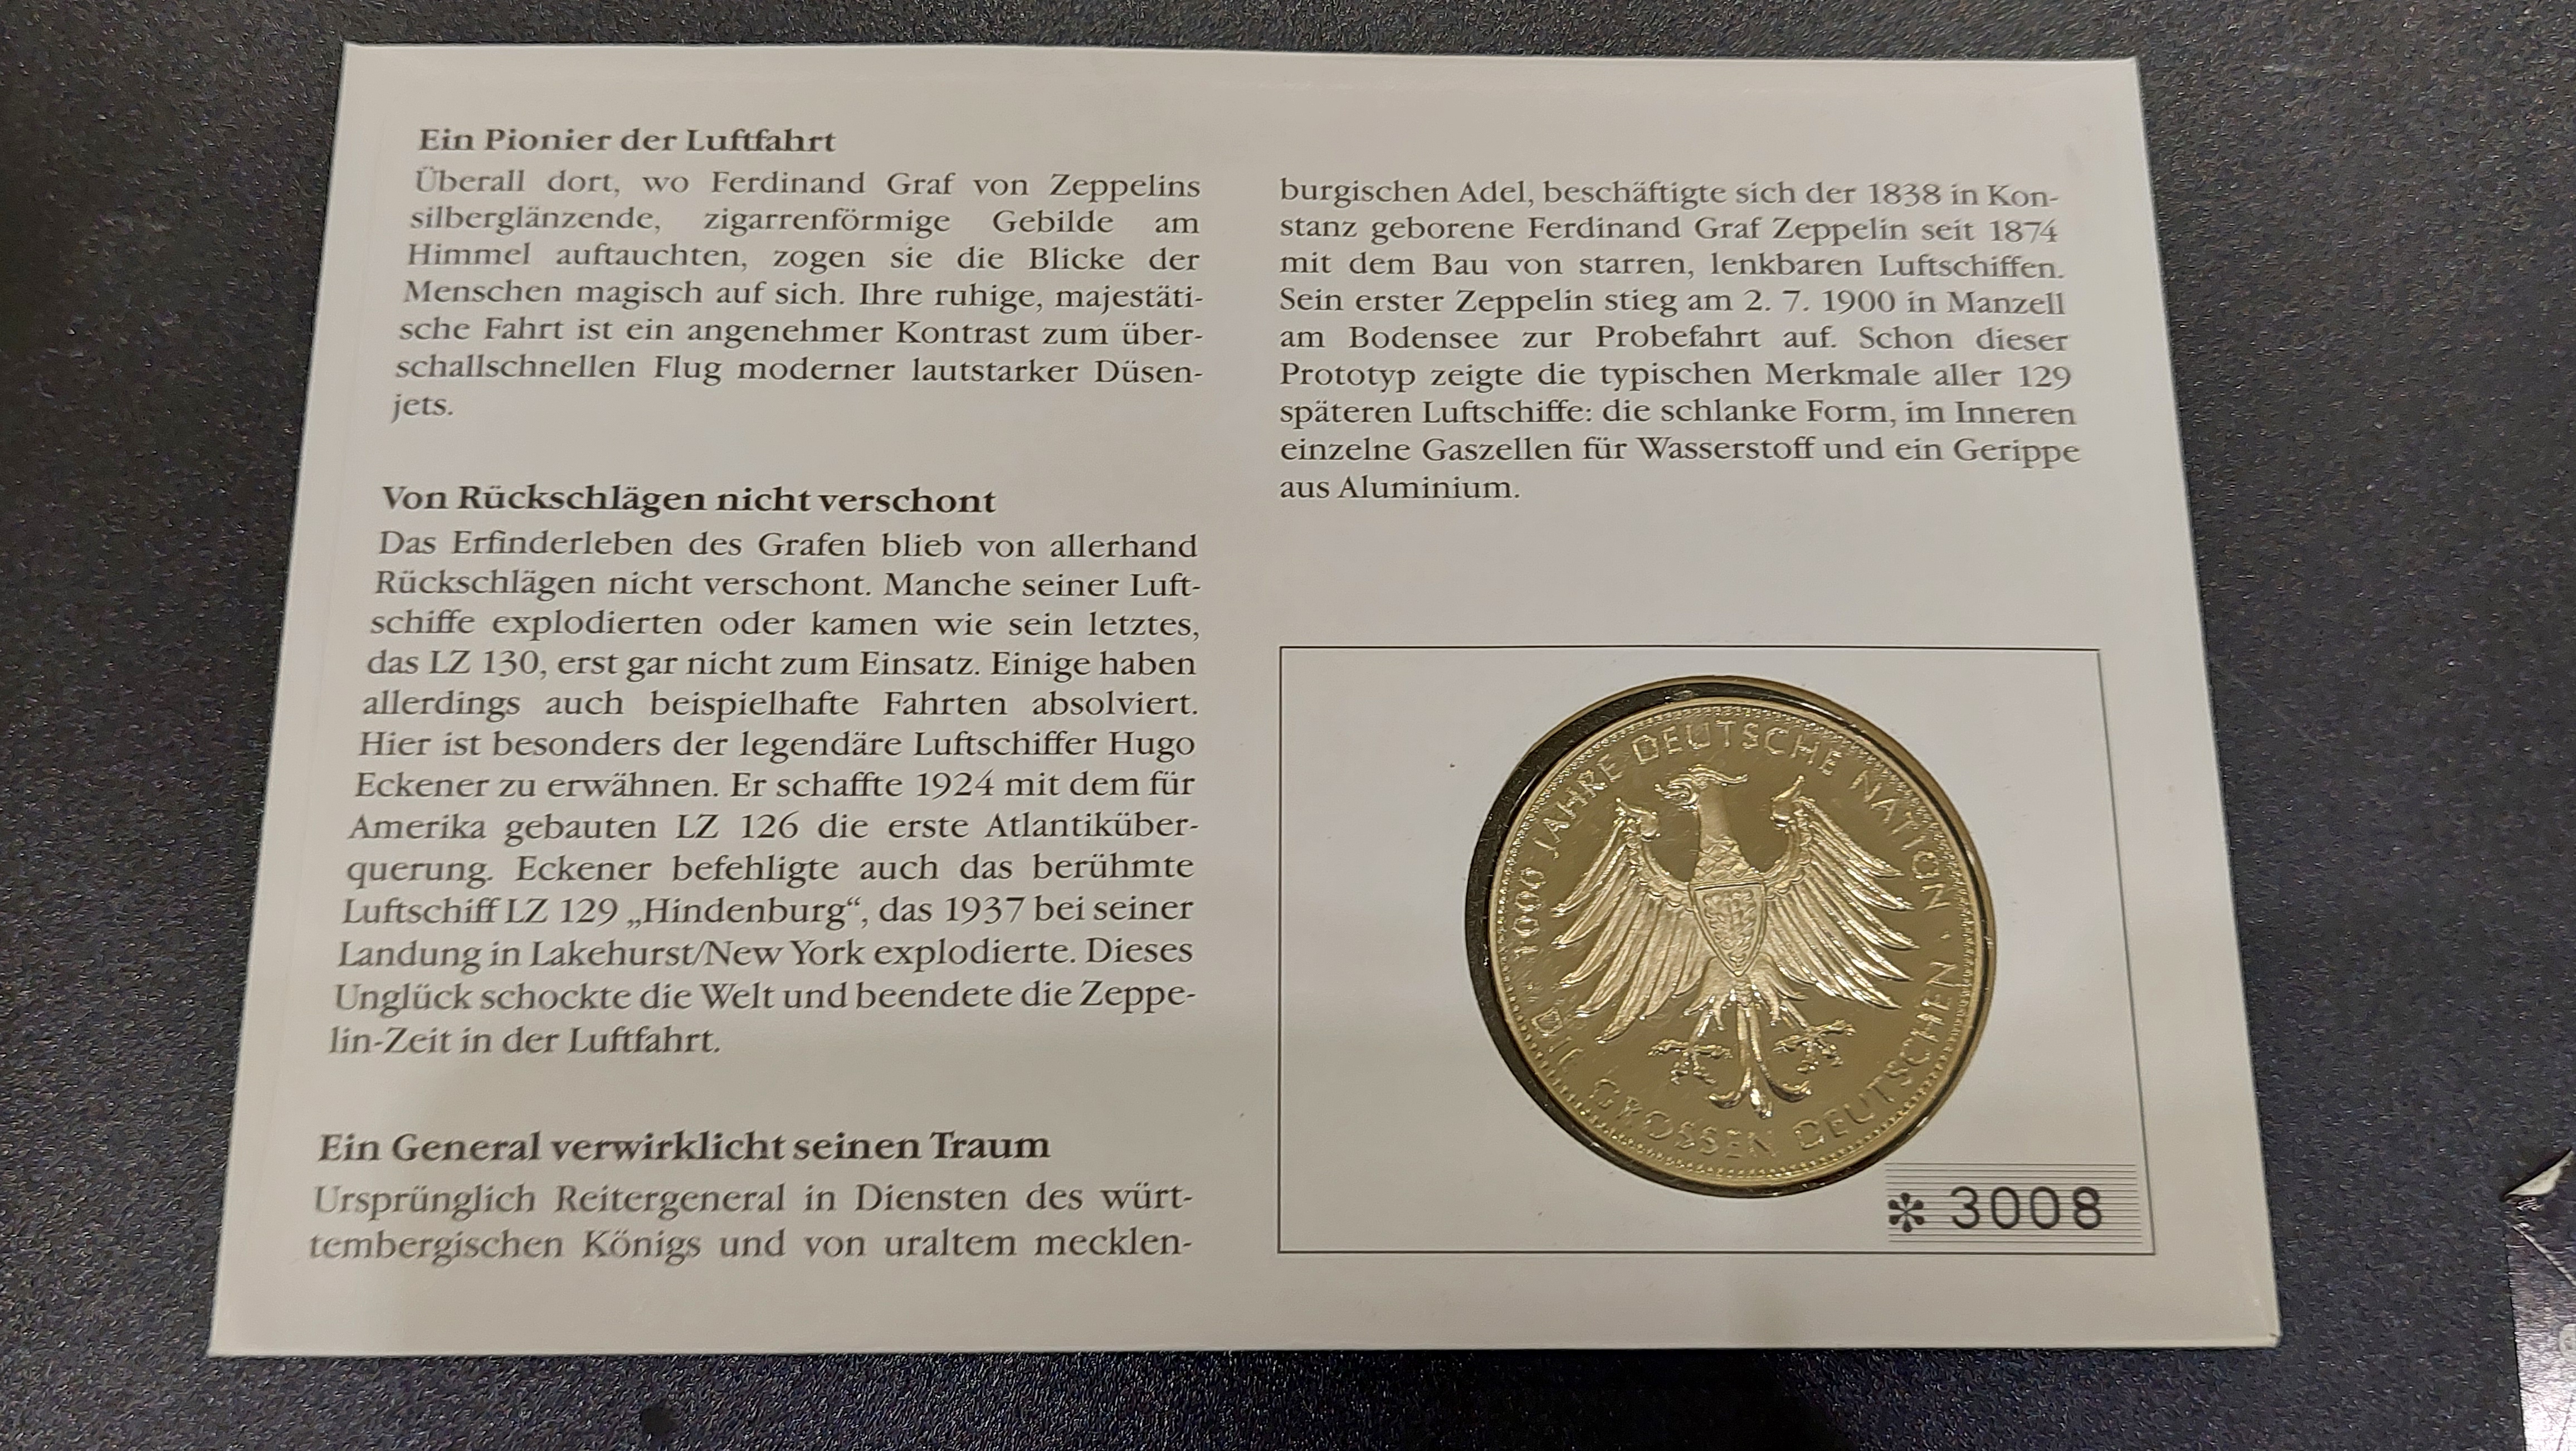 Ein Pionier der Luftfahrt
Überall dort, wo Ferdinand Graf von Zeppelins
silberglänzende, zigarrenförmige Gebilde am
Himmel auftauchten, zogen sie die Blicke der
Menschen magisch auf sich. Ihre ruhige, majestäti-
sche Fahrt ist ein angenehmer Kontrast zum über-
schallschnellen Flug moderner lautstarker Düsen-
jets.
Von Rückschlägen nicht verschont
Das Erfinderleben des Grafen blieb von allerhand
Rückschlägen nicht verschont. Manche seiner Luft-
schiffe explodierten oder kamen wie sein letztes,
das LZ 130, erst gar nicht zum Einsatz. Einige haben
allerdings auch beispielhafte Fahrten absolviert.
Hier ist besonders der legendäre Luftschiffer Hugo
Eckener zu erwähnen. Er schaffte 1924 mit dem für
Amerika gebauten LZ 126 die erste Atlantiküber-
querung. Eckener befehligte auch das berühmte
Luftschiff LZ 129 „Hindenburg“, das 1937 bei seiner
Landung in Lakehurst/New York explodierte. Dieses
Unglück schockte die Welt und beendete die Zeppe-
lin-Zeit in der Luftfahrt.
Ein General verwirklicht seinen Traum
Ursprünglich Reitergeneral in Diensten des würt-
tembergischen Königs und von uraltem mecklen-
burgischen Adel, beschäftigte sich der 1838 in Kon-
stanz geborene Ferdinand Graf Zeppelin seit 1874
mit dem Bau von starren, lenkbaren Luftschiffen.
Sein erster Zeppelin stieg am 2. 7. 1900 in Manzell
am Bodensee zur Probefahrt auf. Schon dieser
Prototyp zeigte die typischen Merkmale aller 129
späteren Luftschiffe: die schlanke Form, im Inneren
einzelne Gaszellen für Wasserstoff und ein Gerippe
aus Aluminium.
1000 JAHRE DEUTSCHE NATION ·
DIE GROSSEN DEUTSCHEN
✻ 3008